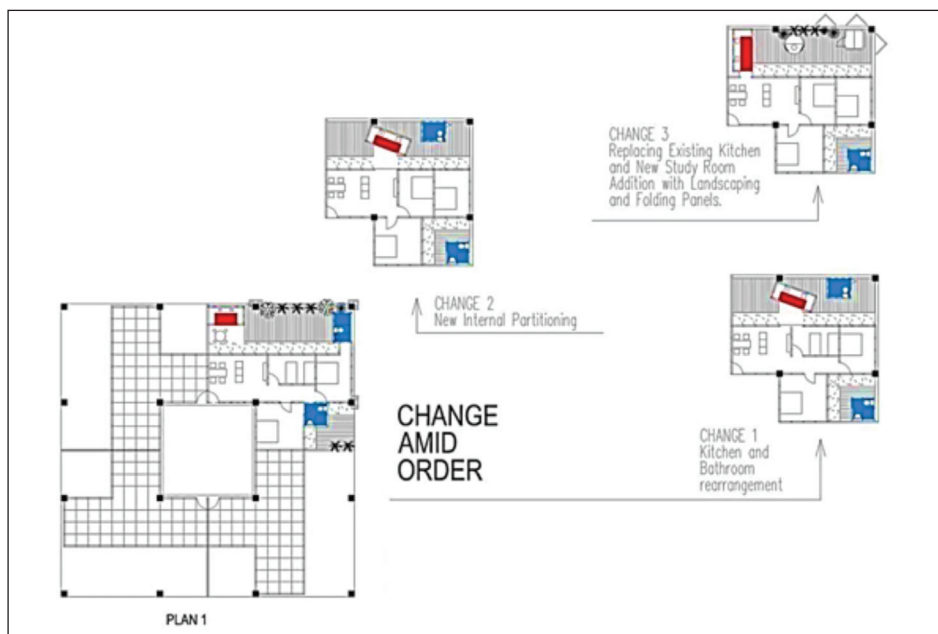 CHANGE 3
Replacing Existing Kitchen
and New Study Room
Addition with Landscaping
and Folding Panels.
CHANGE 2
New Internal Partitioning
CHANGE
AMID
ORDER
CHANGE 1
Kitchen and
Bathroom
rearrangement
PLAN 1